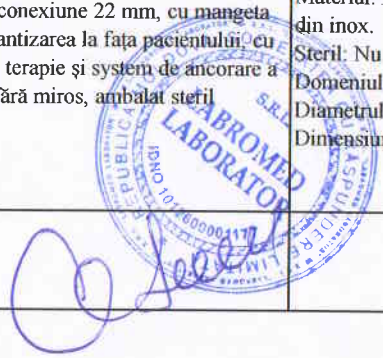 conexiune 22 mm, cu mangeta
antizarea la fața pacientului, cu
terapie și system de ancorare a
fără miros, ambalat steril
din inox.
Steril: Nu
Domeniul
Diametrul
Dimensiu
S.R.L.
LABROMED
LABORATOR
REPUBLICA